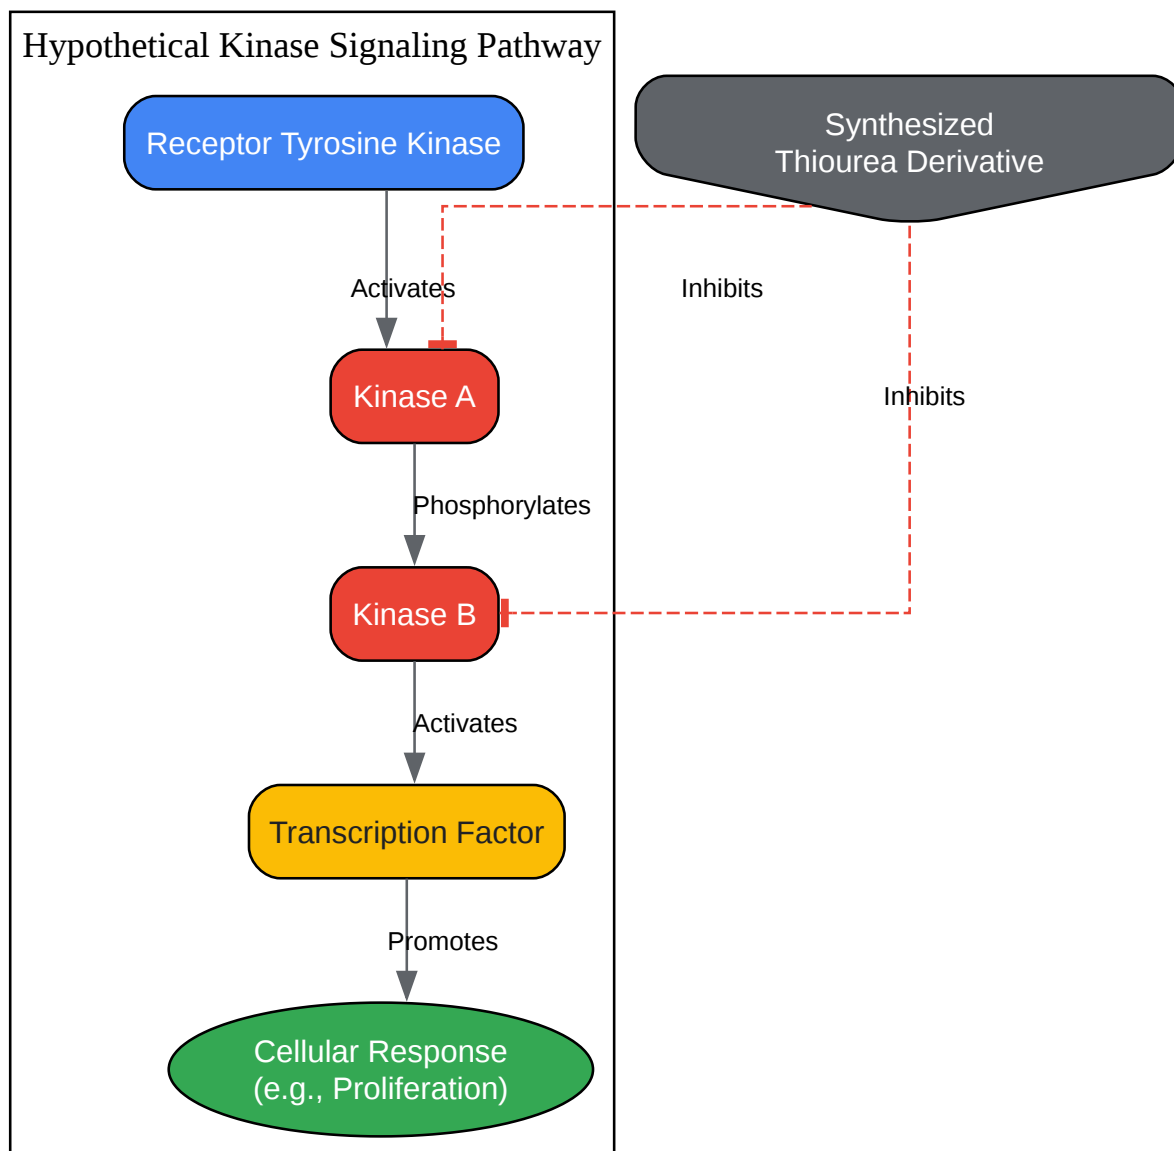 Hypothetical Kinase Signaling Pathway
Receptor Tyrosine Kinase
Synthesized
Thiourea Derivative
Activates
Inhibits
Kinase A
Inhibits
Phosphorylates
Kinase B
Activates
Transcription Factor
Promotes
Cellular Response
(e.g., Proliferation)